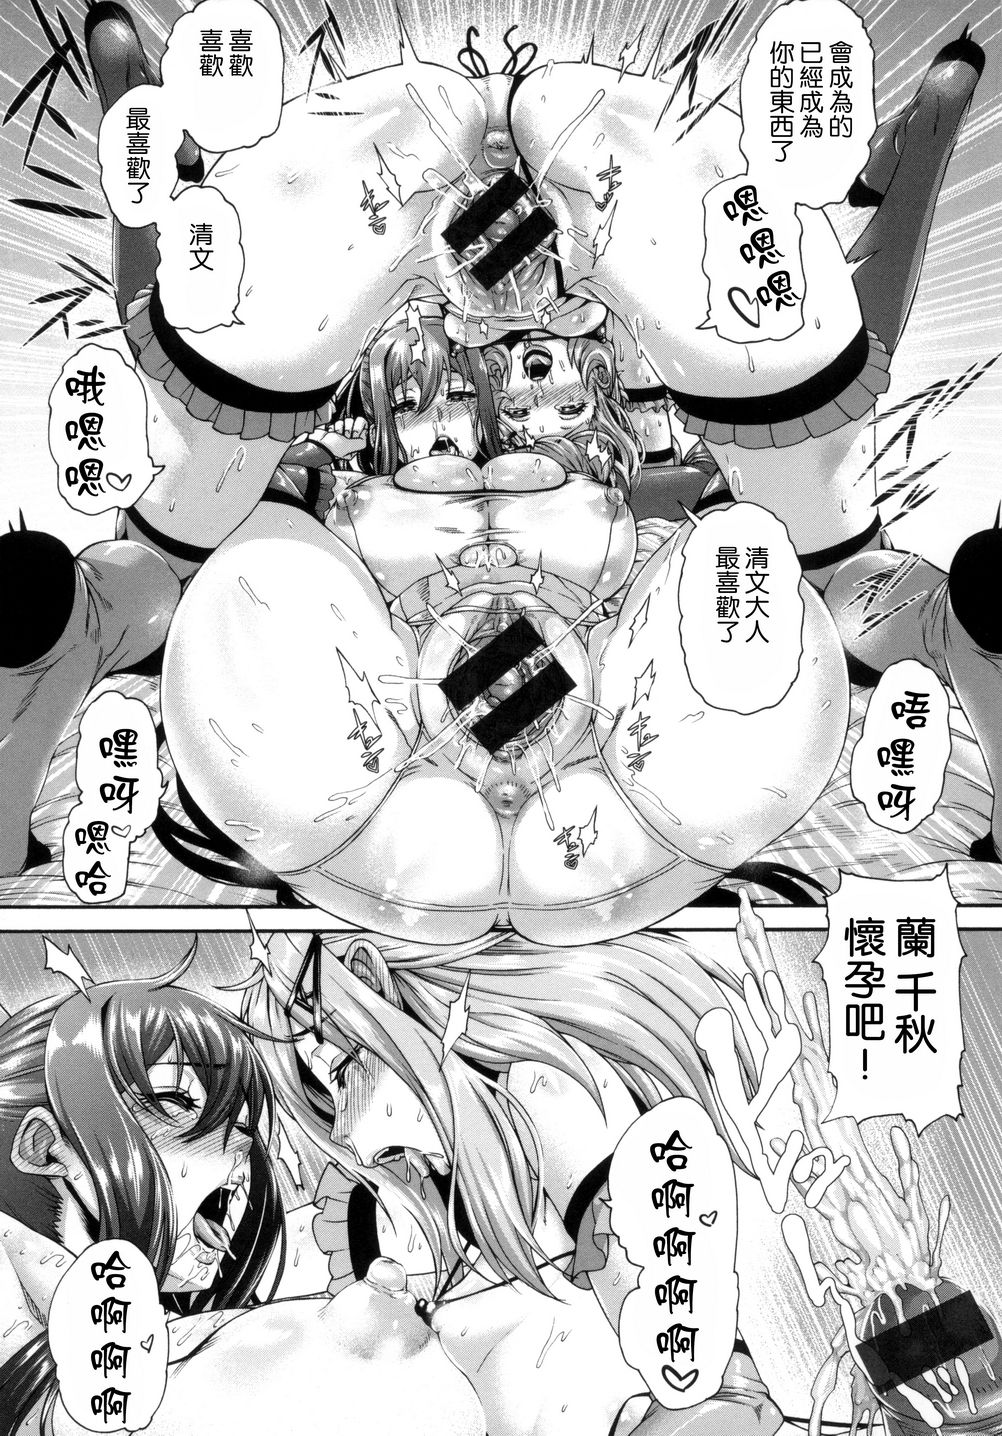 會成為的
已經成為
你的東西了
嗯嗯嗯
喜歡
喜歡
最喜歡了
清文
哦嗯嗯
清文大人
最喜歡了
唔嘿呀
嘿呀
嗯哈
蘭千秋
懷孕吧！
哈啊啊啊啊
哈啊啊啊